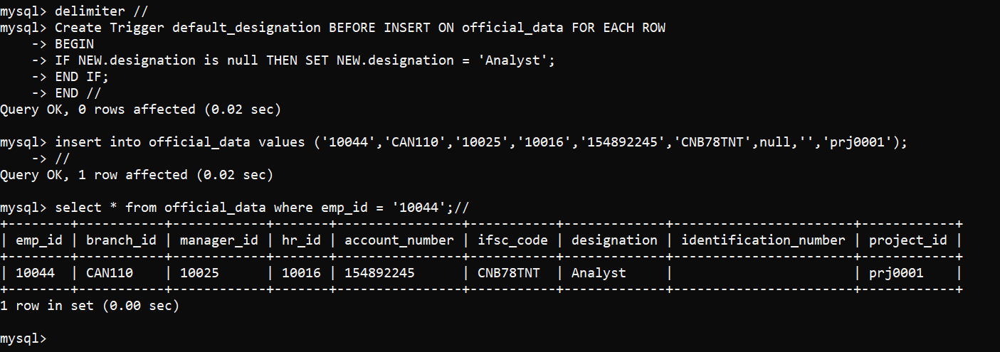 mysql> delimiter //
mysql> Create Trigger default_designation BEFORE INSERT ON official_data FOR EACH ROW
    -> BEGIN
    -> IF NEW.designation is null THEN SET NEW.designation = 'Analyst';
    -> END IF;
    -> END //
Query OK, 0 rows affected (0.02 sec)

mysql> insert into official_data values ('10044','CAN110','10025','10016','154892245','CNB78TNT',null,'','prj0001');
    -> //
Query OK, 1 row affected (0.02 sec)

mysql> select * from official_data where emp_id = '10044';//
+--------+-----------+------------+-------+----------------+-----------+-------------+-----------------------+------------+
| emp_id | branch_id | manager_id | hr_id | account_number | ifsc_code | designation | identification_number | project_id |
+--------+-----------+------------+-------+----------------+-----------+-------------+-----------------------+------------+
| 10044  | CAN110    | 10025      | 10016 | 154892245      | CNB78TNT  | Analyst     |                       | prj0001    |
+--------+-----------+------------+-------+----------------+-----------+-------------+-----------------------+------------+
1 row in set (0.00 sec)

mysql>